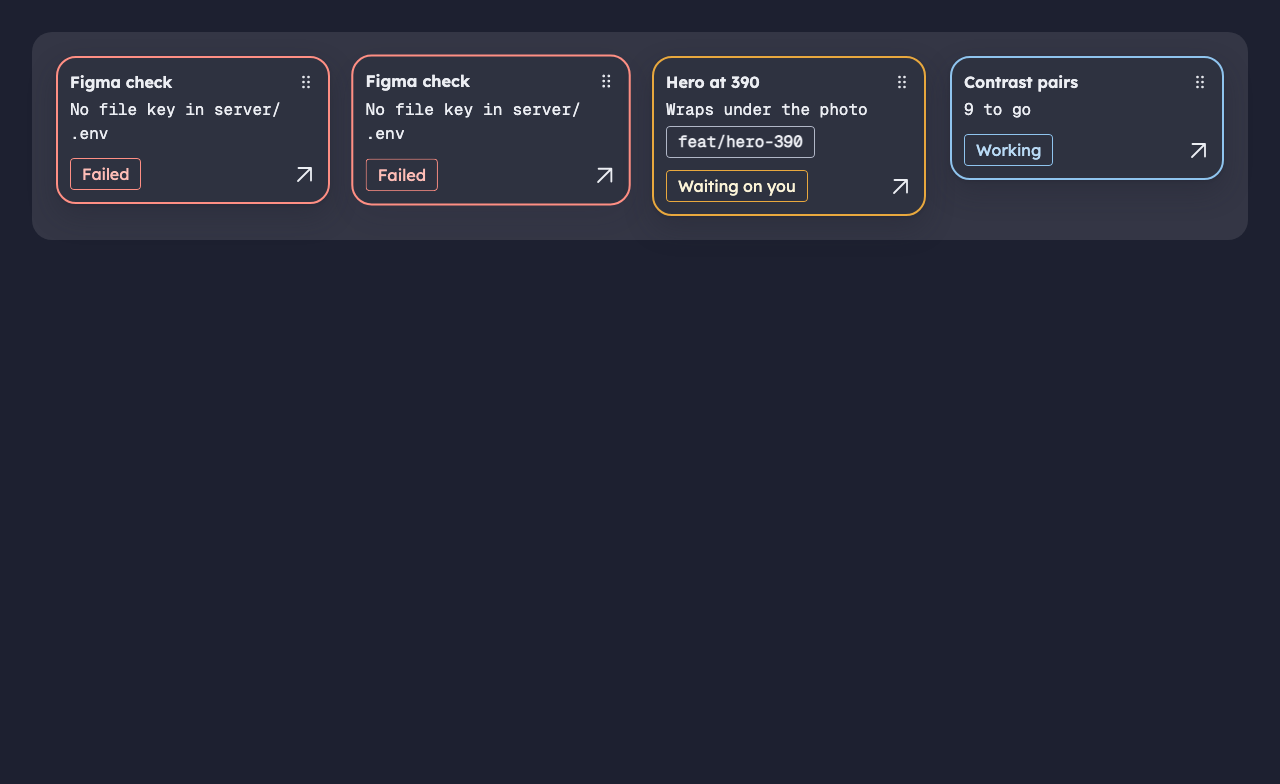 Figma check
No file key in server/
.env
Failed
Figma check
No file key in server/
.env
Failed
Hero at 390
Wraps under the photo
feat/hero-390
Waiting on you
Contrast pairs
9 to go
Working